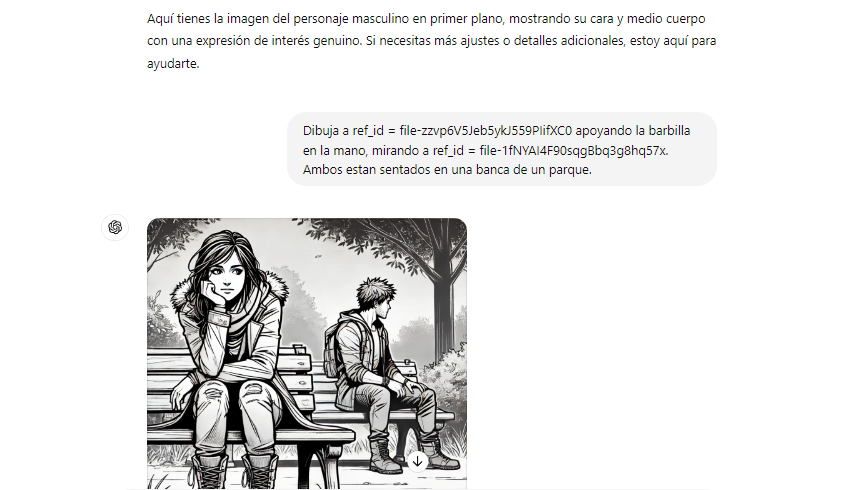 Aquí tienes la imagen del personaje masculino en primer plano, mostrando su cara y medio cuerpo
con una expresión de interés genuino. Si necesitas más ajustes o detalles adicionales, estoy aquí para
ayudarte.
Dibuja a ref_id = file-zzvp6V5Jeb5ykJ559PIifXC0 apoyando la barbilla
en la mano, mirando a ref_id = file-1fNYAI4F90sqgBbq3g8hq57x.
Ambos estan sentados en una banca de un parque.